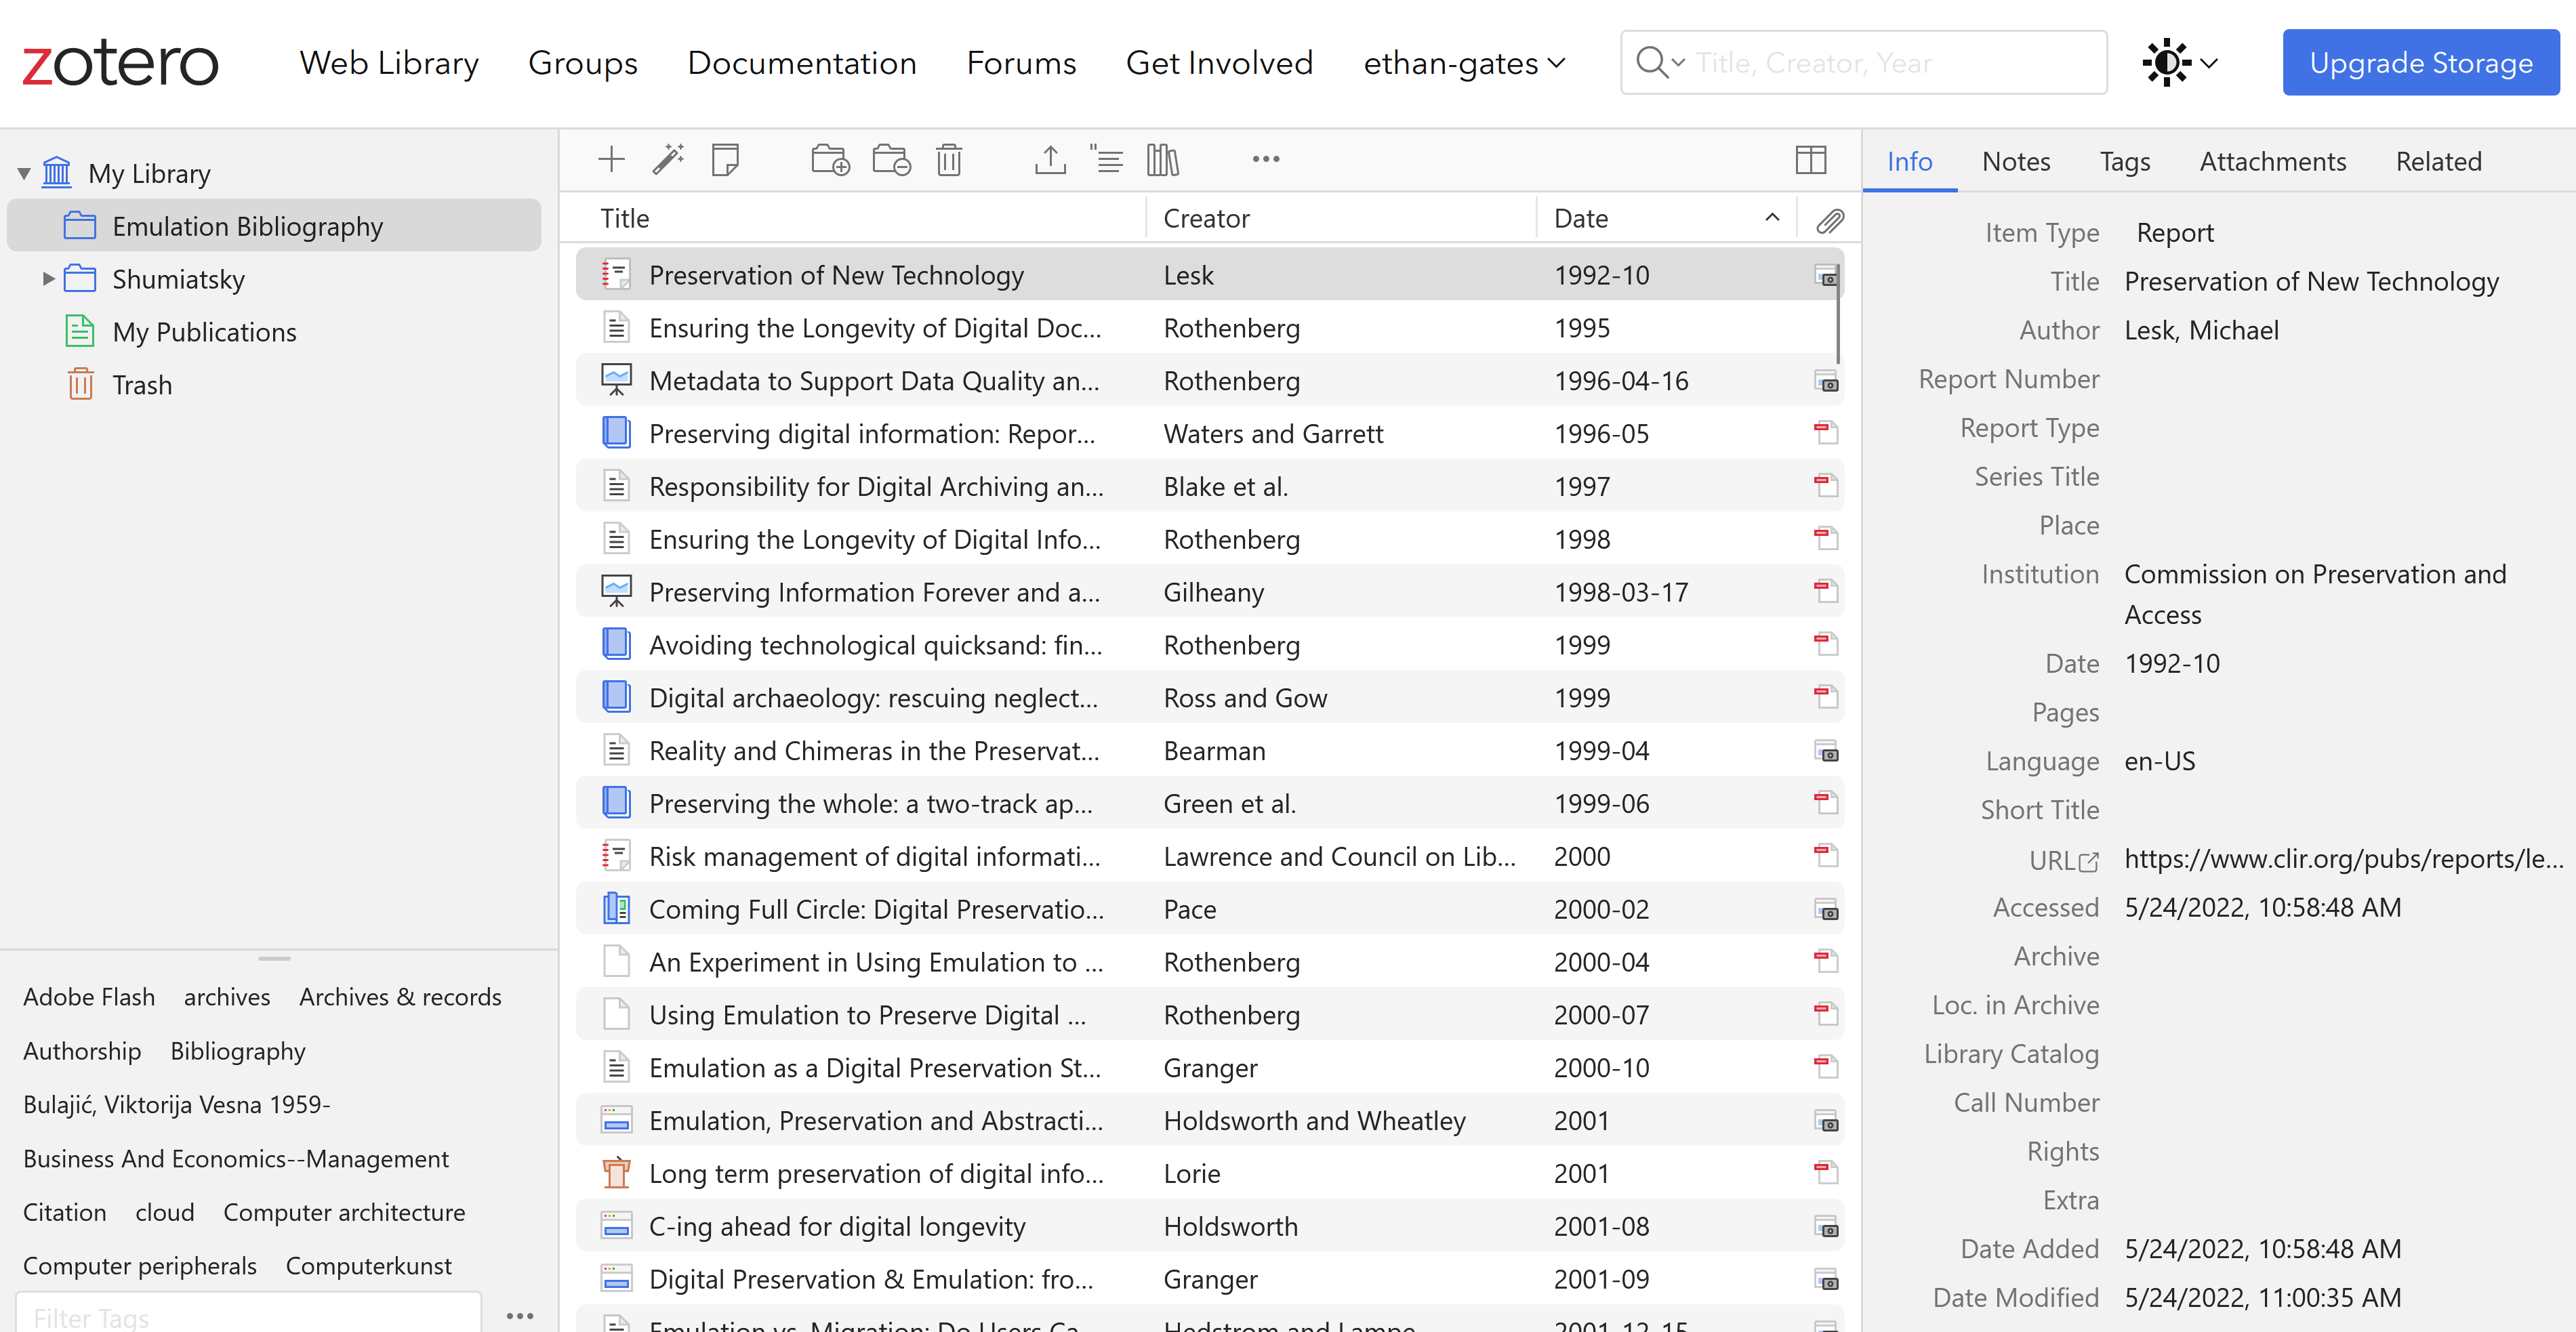 zotero Web Library Groups Documentation Forums Get Involved ethan-gates Title, Creator, Year Upgrade Storage
My Library
Emulation Bibliography
Shumiatsky
My Publications
Trash
Adobe Flash archives Archives & records
Authorship Bibliography
Bulajić, Viktorija Vesna 1959-
Business And Economics--Management
Citation cloud Computer architecture
Computer peripherals Computerkunst
Filter Tags
Title Creator Date
Preservation of New Technology Lesk 1992-10
Ensuring the Longevity of Digital Doc... Rothenberg 1995
Metadata to Support Data Quality an... Rothenberg 1996-04-16
Preserving digital information: Repor... Waters and Garrett 1996-05
Responsibility for Digital Archiving an... Blake et al. 1997
Ensuring the Longevity of Digital Info... Rothenberg 1998
Preserving Information Forever and a... Gilheany 1998-03-17
Avoiding technological quicksand: fin... Rothenberg 1999
Digital archaeology: rescuing neglect... Ross and Gow 1999
Reality and Chimeras in the Preservat... Bearman 1999-04
Preserving the whole: a two-track ap... Green et al. 1999-06
Risk management of digital informati... Lawrence and Council on Lib... 2000
Coming Full Circle: Digital Preservatio... Pace 2000-02
An Experiment in Using Emulation to ... Rothenberg 2000-04
Using Emulation to Preserve Digital ... Rothenberg 2000-07
Emulation as a Digital Preservation St... Granger 2000-10
Emulation, Preservation and Abstracti... Holdsworth and Wheatley 2001
Long term preservation of digital info... Lorie 2001
C-ing ahead for digital longevity Holdsworth 2001-08
Digital Preservation & Emulation: fro... Granger 2001-09
Emulation vs. Migration: Do Users Ca... Hedstrom and Lampe 2001-12-15
Info Notes Tags Attachments Related
Item Type Report
Title Preservation of New Technology
Author Lesk, Michael
Report Number
Report Type
Series Title
Place
Institution Commission on Preservation and
Access
Date 1992-10
Pages
Language en-US
Short Title
URL https://www.clir.org/pubs/reports/le...
Accessed 5/24/2022, 10:58:48 AM
Archive
Loc. in Archive
Library Catalog
Call Number
Rights
Extra
Date Added 5/24/2022, 10:58:48 AM
Date Modified 5/24/2022, 11:00:35 AM